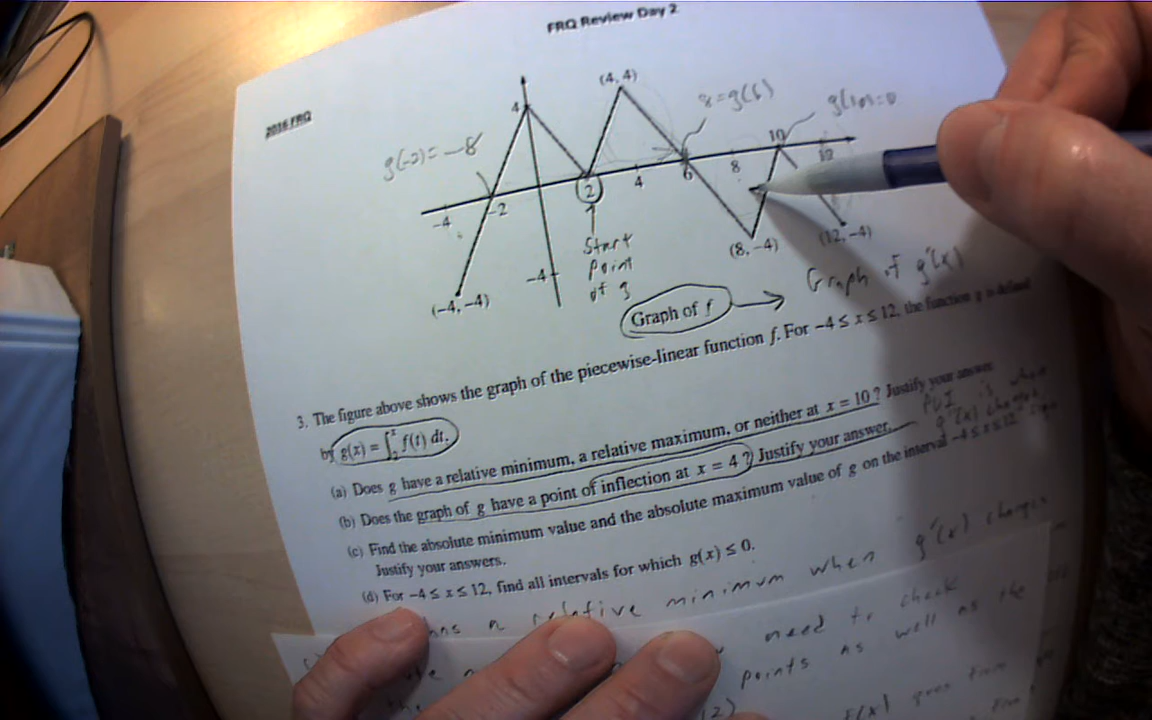 FRQ Review Day 2
2016 FRQ
(4, 4)
8=g(6)
g(10)=0
4
g(-2)= -8
10
-4
-2
2
4
6
8
12
-4
Start
Point
of g
(8, -4)
(12, -4)
(-4, -4)
Graph of f
Graph of g'(x)
3. The figure above shows the graph of the piecewise-linear function f. For -4 ≤ x ≤ 12, the function g is defined
by g(x) = ∫₂ˣ f(t) dt.
(a) Does g have a relative minimum, a relative maximum, or neither at x = 10 ? Justify your answer.
(b) Does the graph of g have a point of inflection at x = 4 ? Justify your answer.
POI is when
g'(x) changes
(c) Find the absolute minimum value and the absolute maximum value of g on the interval -4 ≤ x ≤ 12
Justify your answers.
(d) For -4 ≤ x ≤ 12, find all intervals for which g(x) ≤ 0.
has a relative minimum when g'(x) changes
need to check
points as well as the
f(x) goes from